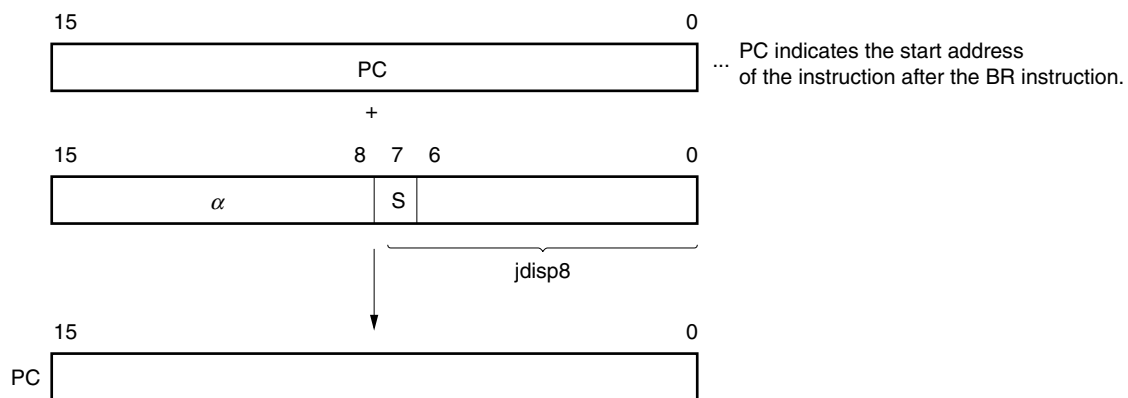 15 0
PC
... PC indicates the start address
of the instruction after the BR instruction.
+
15 8 7 6 0
α S
jdisp8
15 0
PC